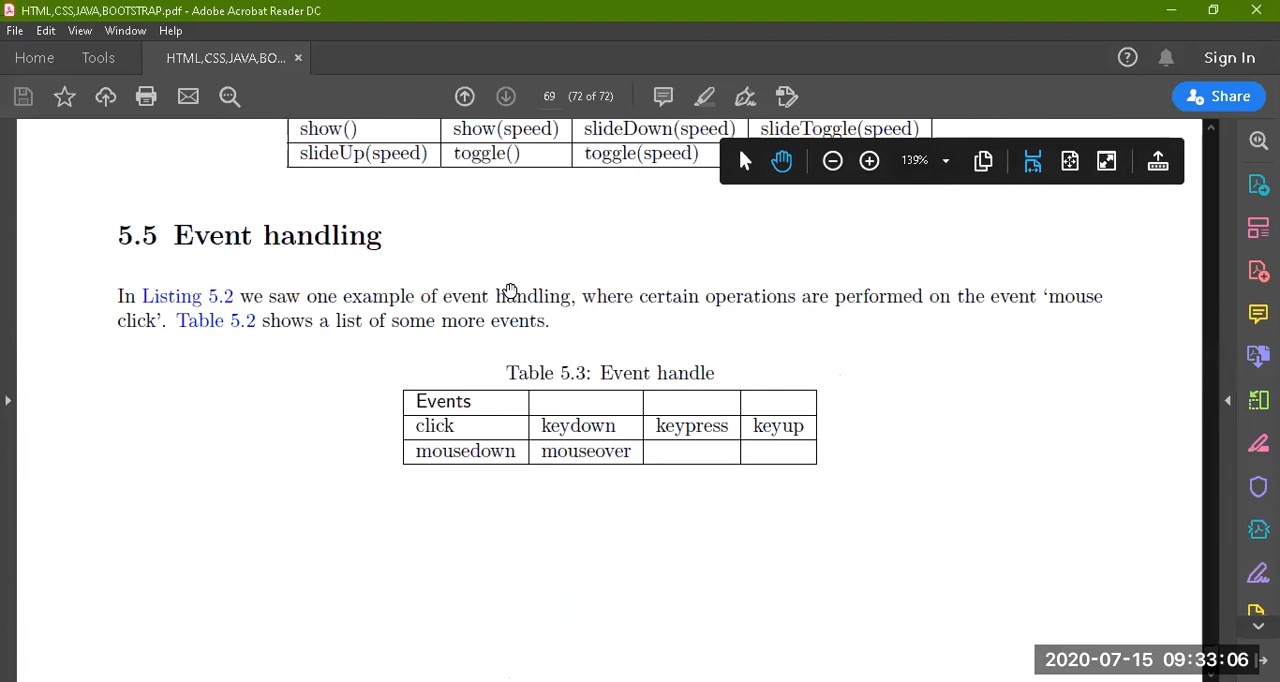 HTML,CSS,JAVA,BOOTSTRAP.pdf - Adobe Acrobat Reader DC
File Edit View Window Help
Home Tools HTML,CSS,JAVA,BO... × Sign In
69 (72 of 72) Share
show() show(speed) slideDown(speed) slideToggle(speed)
slideUp(speed) toggle() toggle(speed)
139%
5.5 Event handling
In Listing 5.2 we saw one example of event handling, where certain operations are performed on the event ‘mouse
click’. Table 5.2 shows a list of some more events.
Table 5.3: Event handle
Events
click keydown keypress keyup
mousedown mouseover
2020-07-15 09:33:06